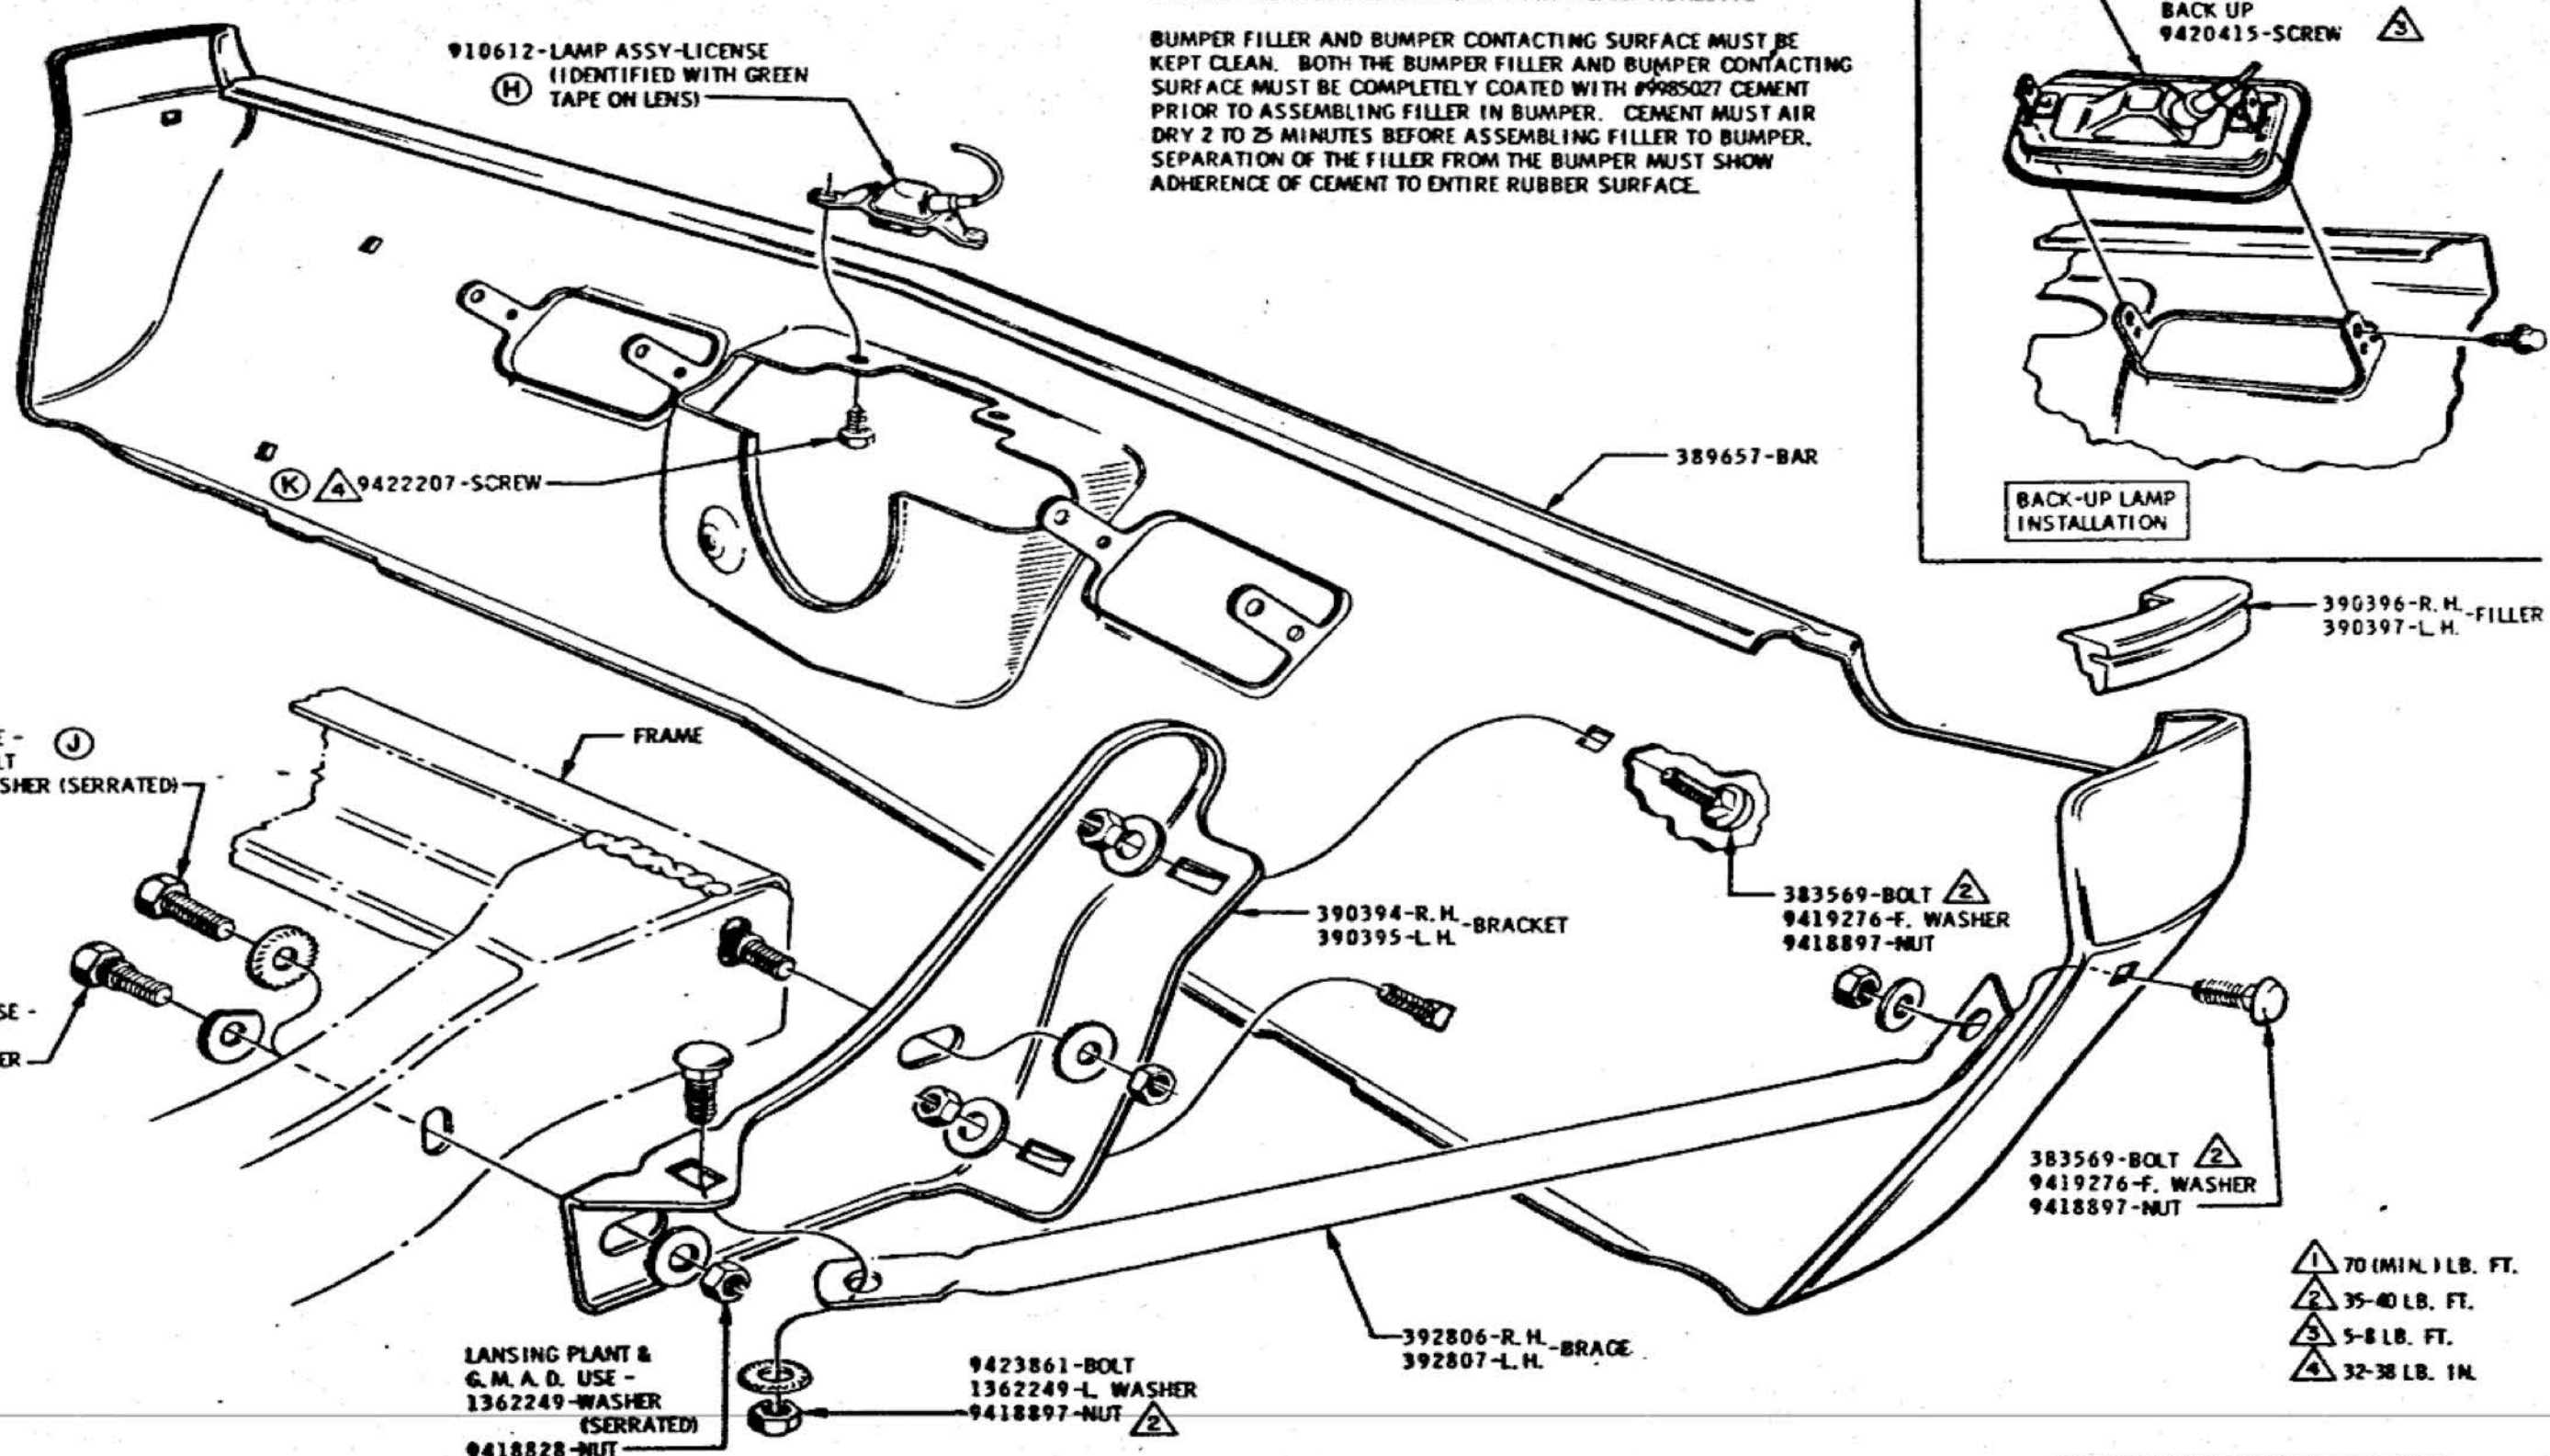 910612-LAMP ASSY-LICENSE
(IDENTIFIED WITH GREEN
H TAPE ON LENS)
BUMPER FILLER AND BUMPER CONTACTING SURFACE MUST BE
KEPT CLEAN. BOTH THE BUMPER FILLER AND BUMPER CONTACTING
SURFACE MUST BE COMPLETELY COATED WITH #9985027 CEMENT
PRIOR TO ASSEMBLING FILLER IN BUMPER. CEMENT MUST AIR
DRY 2 TO 25 MINUTES BEFORE ASSEMBLING FILLER TO BUMPER.
SEPARATION OF THE FILLER FROM THE BUMPER MUST SHOW
ADHERENCE OF CEMENT TO ENTIRE RUBBER SURFACE.
BACK UP
9420415-SCREW 3
K 4 9422207-SCREW
389657-BAR
BACK-UP LAMP
INSTALLATION
390396-R.H.-FILLER
390397-L.H.
J
FRAME
SHER (SERRATED)
390394-R.H.-BRACKET
390395-L.H.
383569-BOLT 2
9419276-F. WASHER
9418897-NUT
SE -
ER
383569-BOLT 2
9419276-F. WASHER
9418897-NUT
LANSING PLANT &
G.M.A.D. USE -
1362249-WASHER
(SERRATED)
9418828-NUT
9423861-BOLT
1362249-L WASHER
9418897-NUT 2
392806-R.H.-BRACE
392807-L.H.
1 70 (MIN.) LB. FT.
2 35-40 LB. FT.
3 5-8 LB. FT.
4 32-38 LB. IN.